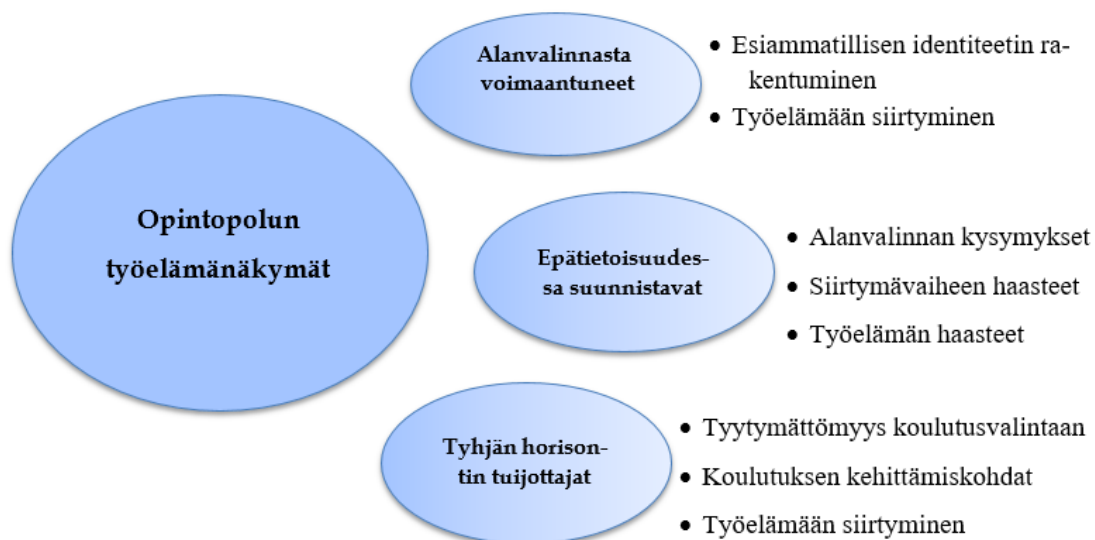 Opintopolun
työelämänäkymät
Alanvalinnasta
voimaantuneet
• Esiammatillisen identiteetin ra-
kentuminen
• Työelämään siirtyminen
Epätietoisuudes-
sa suunnistavat
• Alanvalinnan kysymykset
• Siirtymävaiheen haasteet
• Työelämän haasteet
Tyhjän horison-
tin tuijottajat
• Tyytymättömyys koulutusvalintaan
• Koulutuksen kehittämiskohdat
• Työelämään siirtyminen